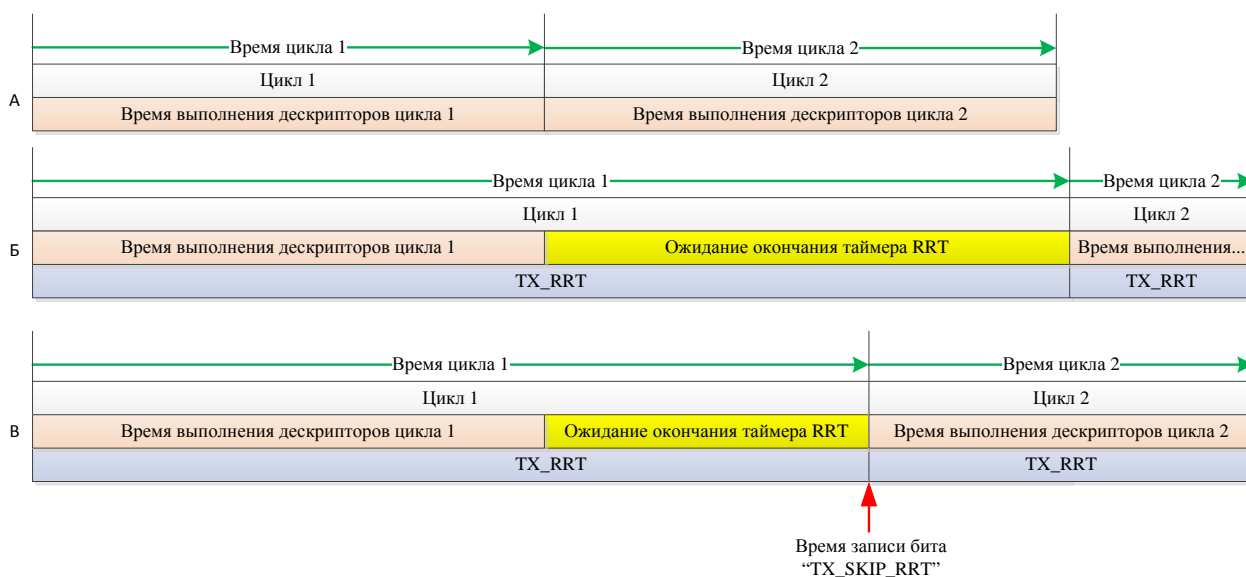 Время цикла 1 Время цикла 2
Цикл 1 Цикл 2
А
Время выполнения дескрипторов цикла 1 Время выполнения дескрипторов цикла 2
Время цикла 1 Время цикла 2
Цикл 1 Цикл 2
Б
Время выполнения дескрипторов цикла 1 Ожидание окончания таймера RRT Время выполнения...
TX_RRT TX_RRT
Время цикла 1 Время цикла 2
Цикл 1 Цикл 2
В
Время выполнения дескрипторов цикла 1 Ожидание окончания таймера RRT Время выполнения дескрипторов цикла 2
TX_RRT TX_RRT
Время записи бита
“TX_SKIP_RRT”